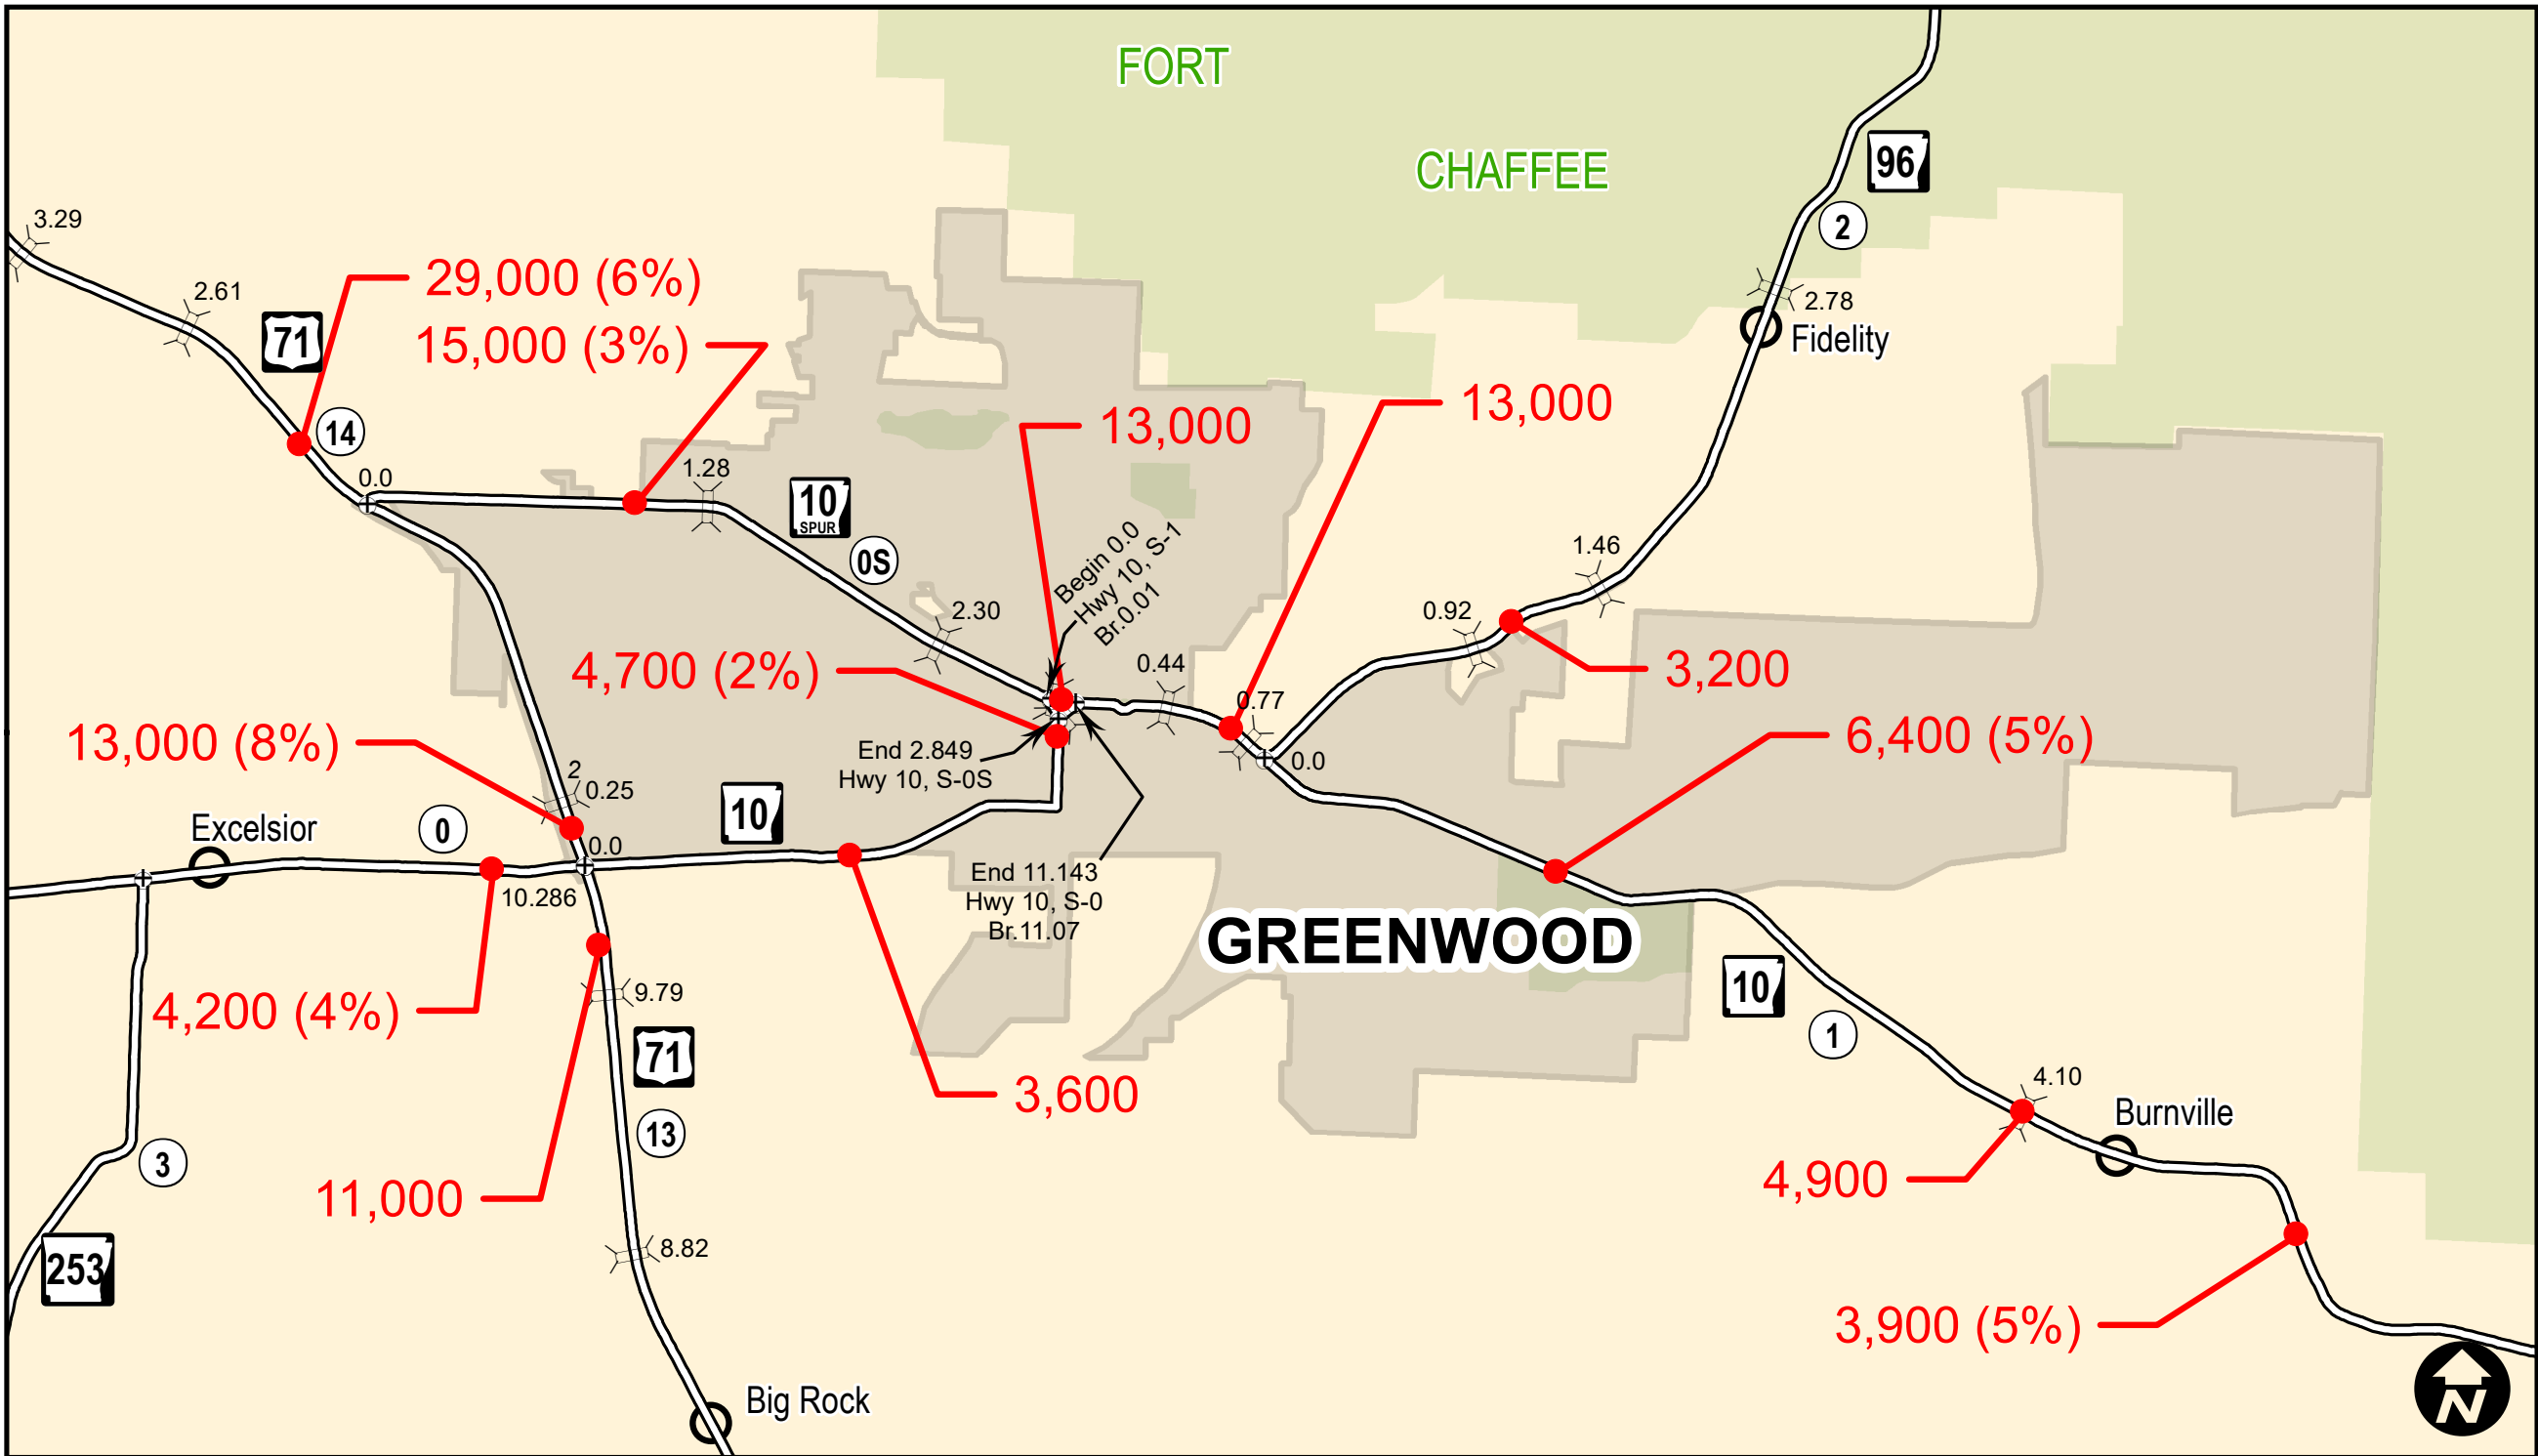 FORT
CHAFFEE
96
2
3.29
29,000 (6%)
2.61
2.78
71
15,000 (3%)
Fidelity
13,000
13,000
14
0.0
1.28
10
SPUR
0S
Begin 0.0
Hwy 10, S-1
Br.0.01
1.46
2.30
0.92
4,700 (2%)
0.44
3,200
0.77
13,000 (8%)
End 2.849
Hwy 10, S-0S
0.0
6,400 (5%)
2
0.25
Excelsior
0
10
0.0
10.286
End 11.143
Hwy 10, S-0
Br.11.07
GREENWOOD
4,200 (4%)
9.79
10
1
71
13
3,600
4.10
Burnville
3
11,000
4,900
253
8.82
3,900 (5%)
Big Rock
N